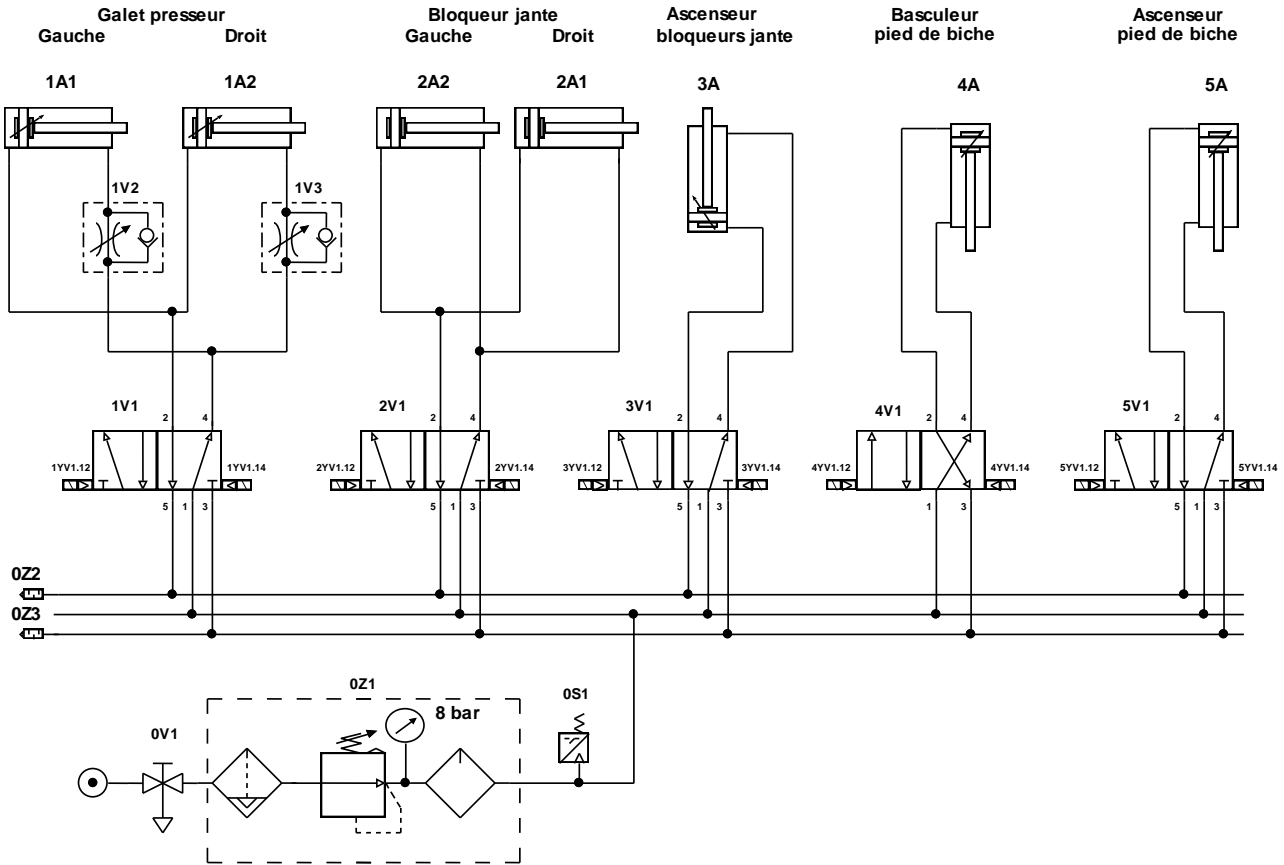 Galet presseur
Gauche Droit
Bloqueur jante
Gauche Droit
Ascenseur
bloqueurs jante
Basculeur
pied de biche
Ascenseur
pied de biche
1A1 1A2 2A2 2A1 3A 4A 5A
1V2 1V3
1V1 2V1 3V1 4V1 5V1
2 4 2 4 2 4 2 4 2 4
1YV1.12 1YV1.14 2YV1.12 2YV1.14 3YV1.12 3YV1.14 4YV1.12 4YV1.14 5YV1.12 5YV1.14
5 1 3 5 1 3 5 1 3 1 3 5 1 3
0Z2
0Z3
0Z1
0S1
8 bar
0V1